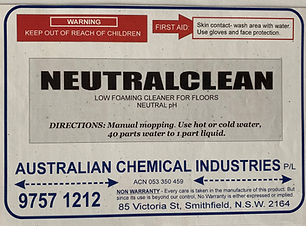 WARNING
KEEP OUT OF REACH OF CHILDREN
FIRST AID:
Skin contact- wash area with water.
Use gloves and face protection.
NEUTRALCLEAN
LOW FOAMING CLEANER FOR FLOORS
NEUTRAL pH
DIRECTIONS: Manual mopping. Use hot or cold water,
40 parts water to 1 part liquid.
AUSTRALIAN CHEMICAL INDUSTRIES P/L
ACN 053 350 459
9757 1212
NON WARRANTY - Every care is taken in the manufacture of this product. But
since its use is beyond our control. No Warranty is either expressed or implied.
85 Victoria St, Smithfield, N.S.W. 2164